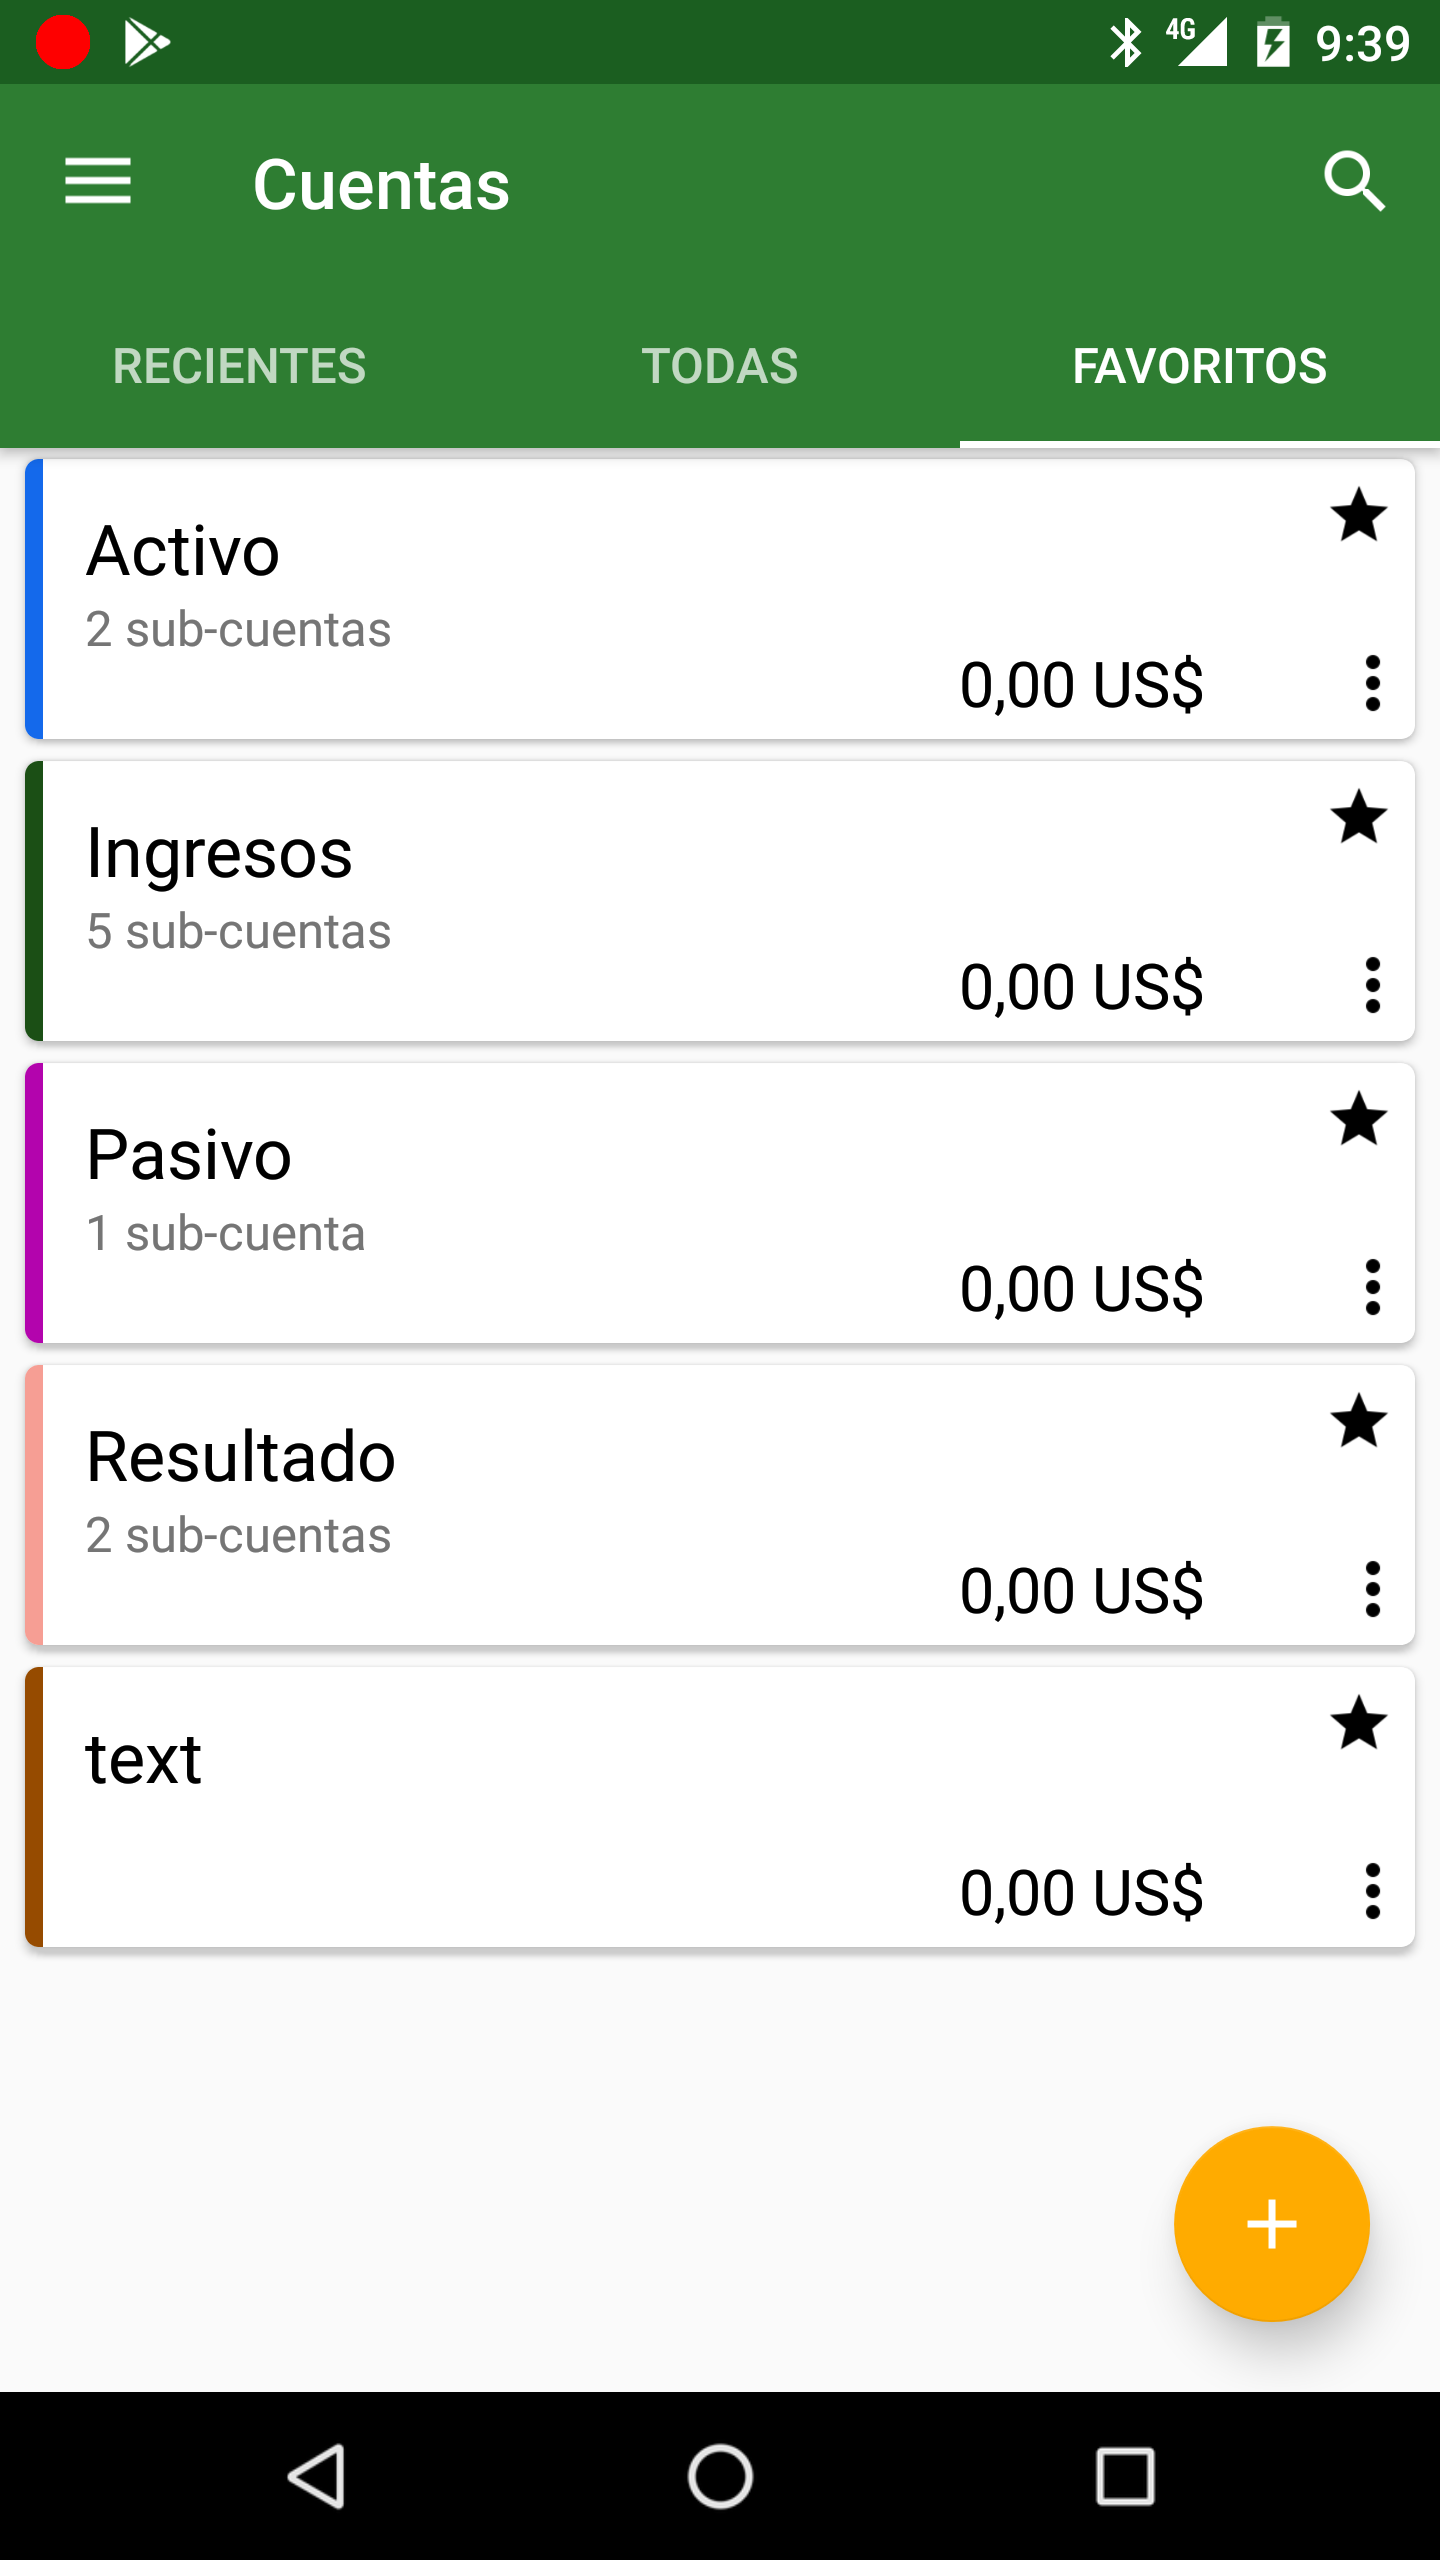 4G 9:39
Cuentas
RECIENTES TODAS FAVORITOS
Activo
2 sub-cuentas
0,00 US$
Ingresos
5 sub-cuentas
0,00 US$
Pasivo
1 sub-cuenta
0,00 US$
Resultado
2 sub-cuentas
0,00 US$
text
0,00 US$